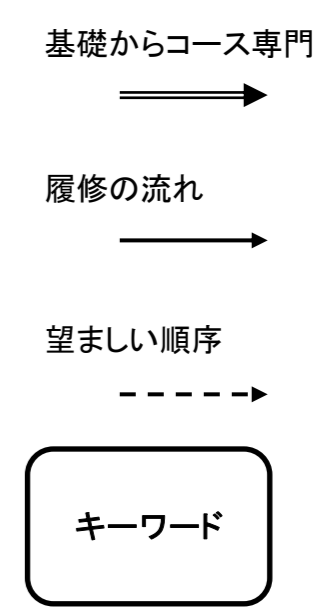 基礎からコース専門
履修の流れ
望ましい順序
キーワード